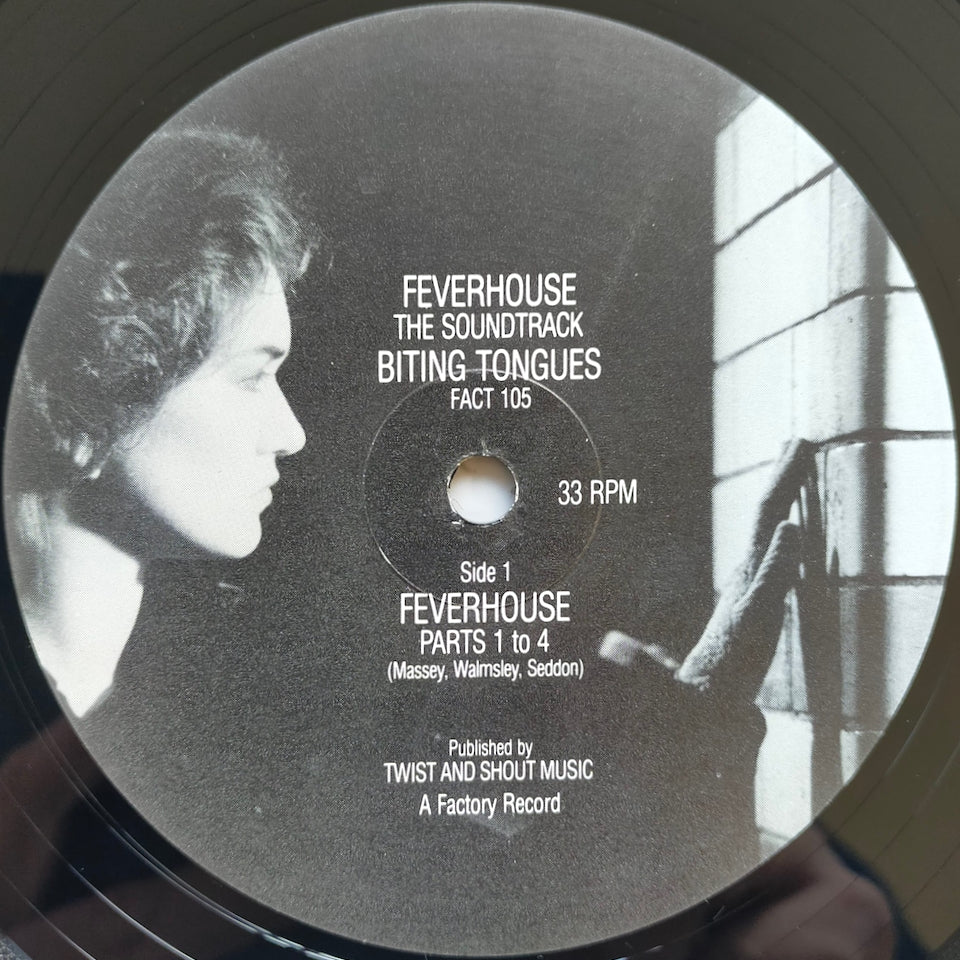 FEVERHOUSE
THE SOUNDTRACK
BITING TONGUES
FACT 105
33 RPM
Side 1
FEVERHOUSE
PARTS 1 to 4
(Massey, Walmsley, Seddon)
Published by
TWIST AND SHOUT MUSIC
A Factory Record